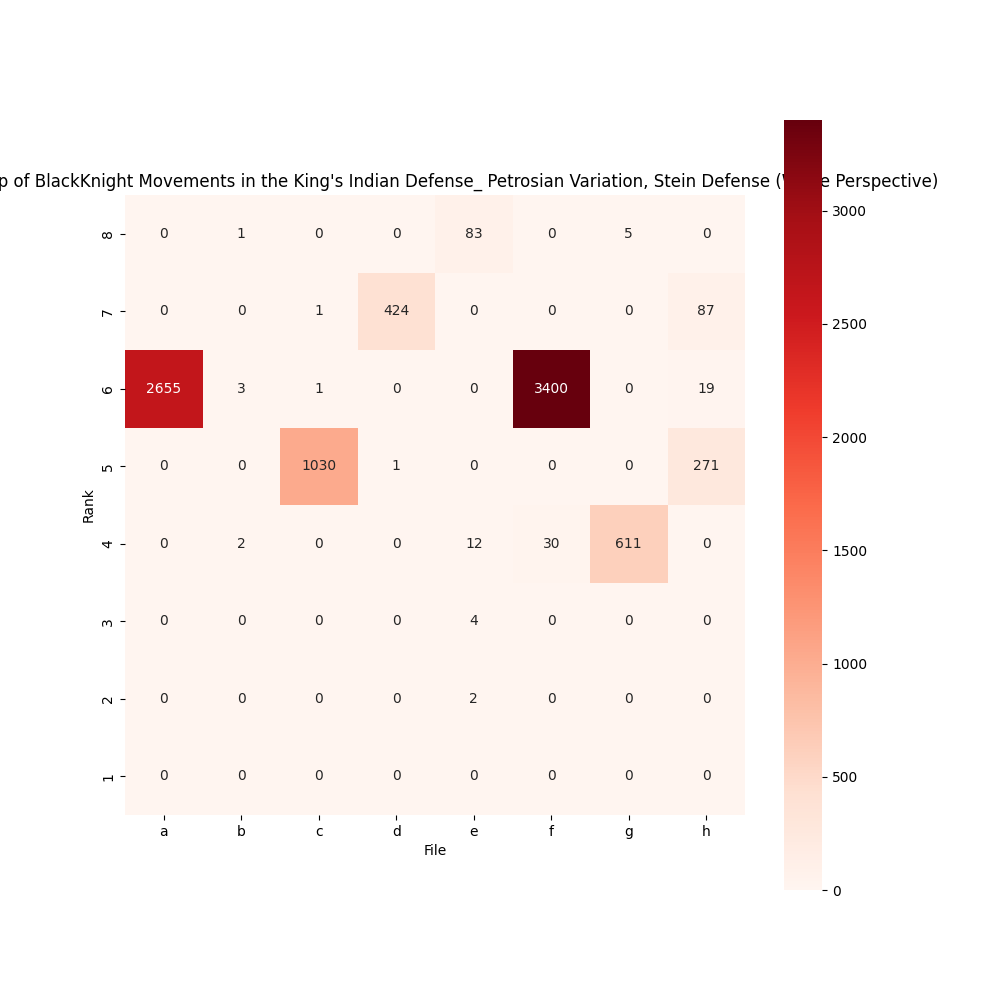 p of BlackKnight Movements in the King's Indian Defense_ Petrosian Variation, Stein Defense (W e Perspective)
8 0 1 0 0 83 0 5 0
7 0 0 1 424 0 0 0 87
6 2655 3 1 0 0 3400 0 19
5 0 0 1030 1 0 0 0 271
4 0 2 0 0 12 30 611 0
3 0 0 0 0 4 0 0 0
2 0 0 0 0 2 0 0 0
1 0 0 0 0 0 0 0 0
a b c d e f g h
File
Rank
3000
2500
2000
1500
1000
500
0